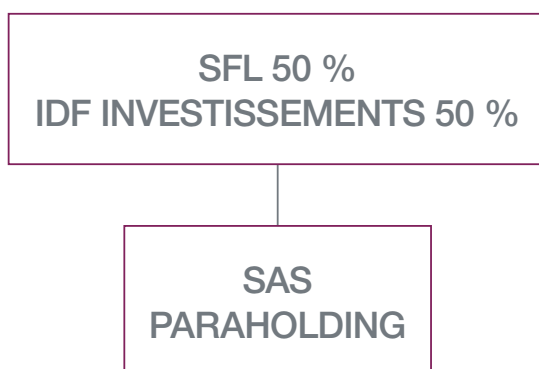 SFL 50 %
IDF INVESTISSEMENTS 50 %
SAS
PARAHOLDING